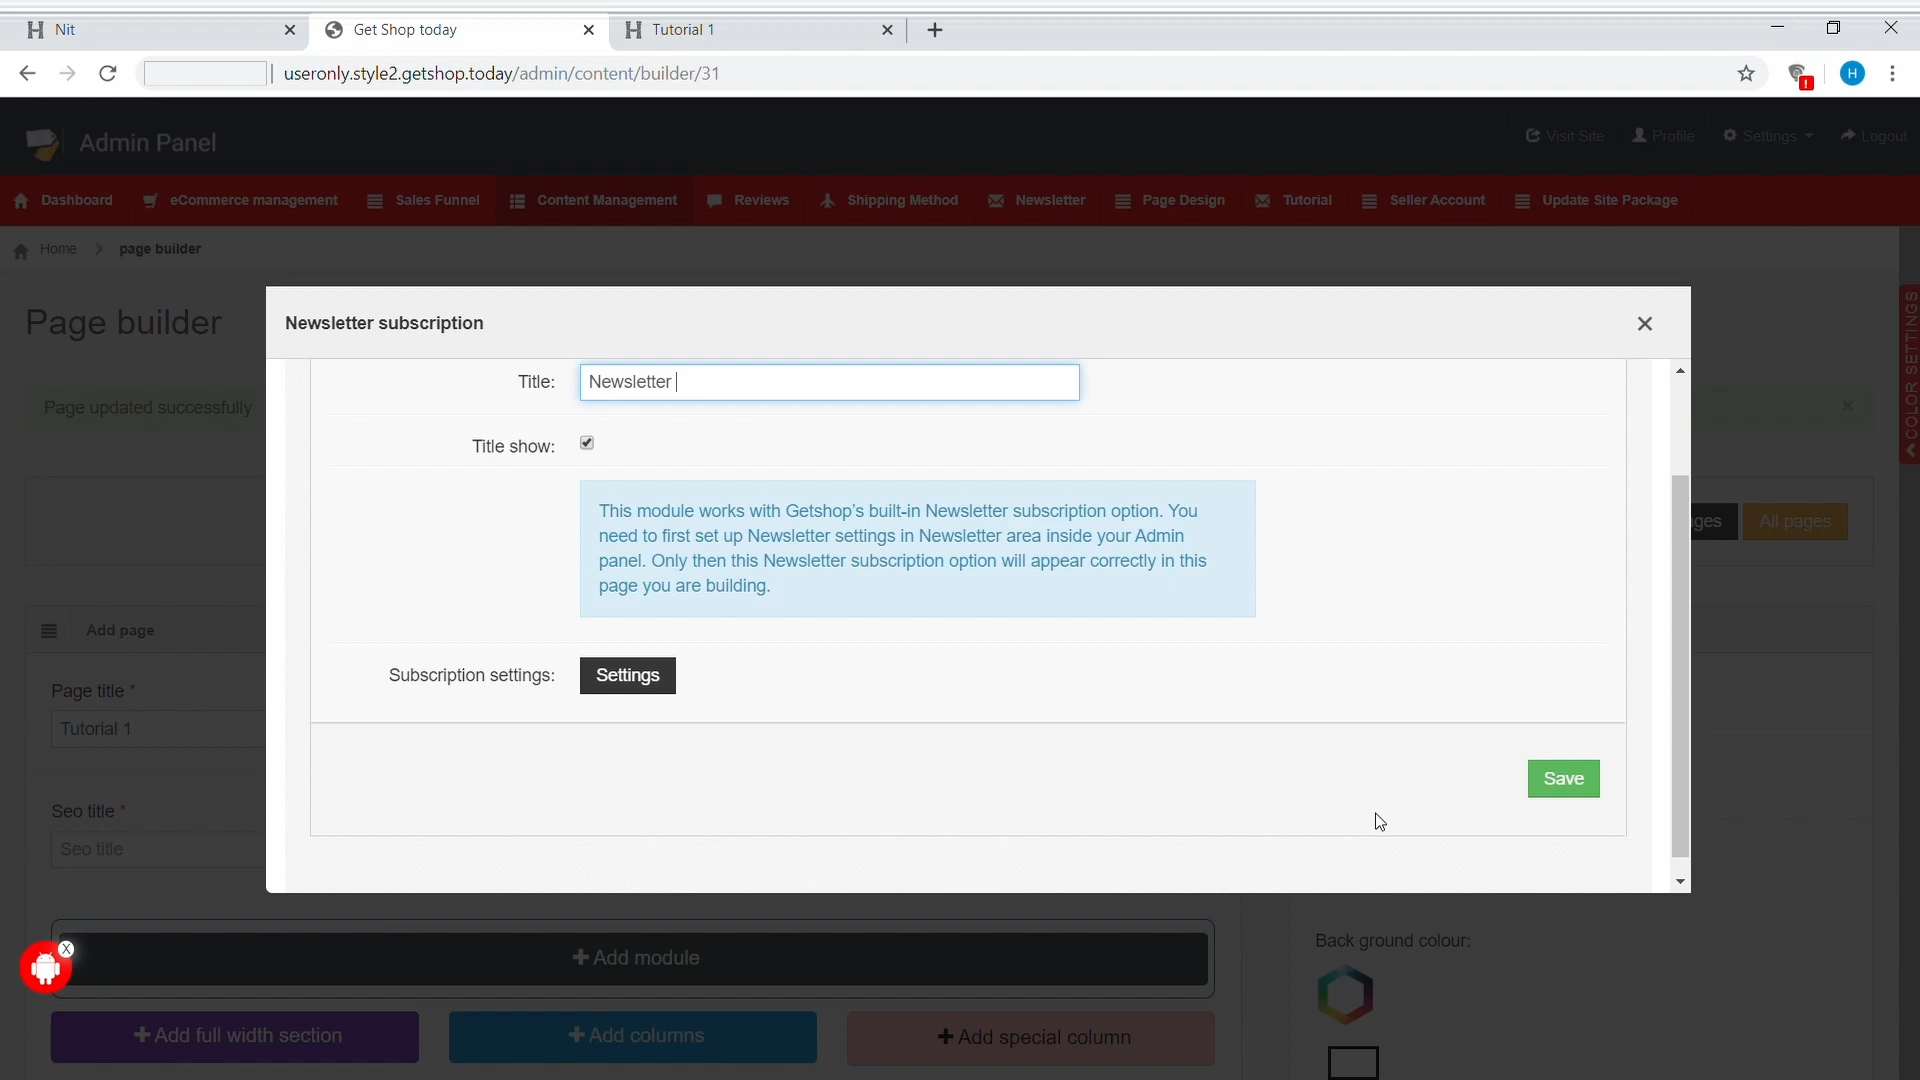 Nit
Get Shop today
Tutorial 1
useronly.style2.getshop.today/admin/content/builder/31
H
Admin Panel
Visit Site
Profile
Settings
Logout
Dashboard
eCommerce management
Sales Funnel
Content Management
Reviews
Shipping Method
Newsletter
Page Design
Tutorial
Seller Account
Update Site Package
Home
page builder
COLOR SETTINGS
Page builder
Newsletter subscription
Page updated successfully
Title:
Newsletter
Title show:
This module works with Getshop's built-in Newsletter subscription option. You
need to first set up Newsletter settings in Newsletter area inside your Admin
panel. Only then this Newsletter subscription option will appear correctly in this
page you are building.
ges
All pages
Add page
Subscription settings:
Settings
Page title *
Tutorial 1
Save
Seo title *
Seo title
X
+ Add module
Back ground colour:
+ Add full width section
+ Add columns
+ Add special column